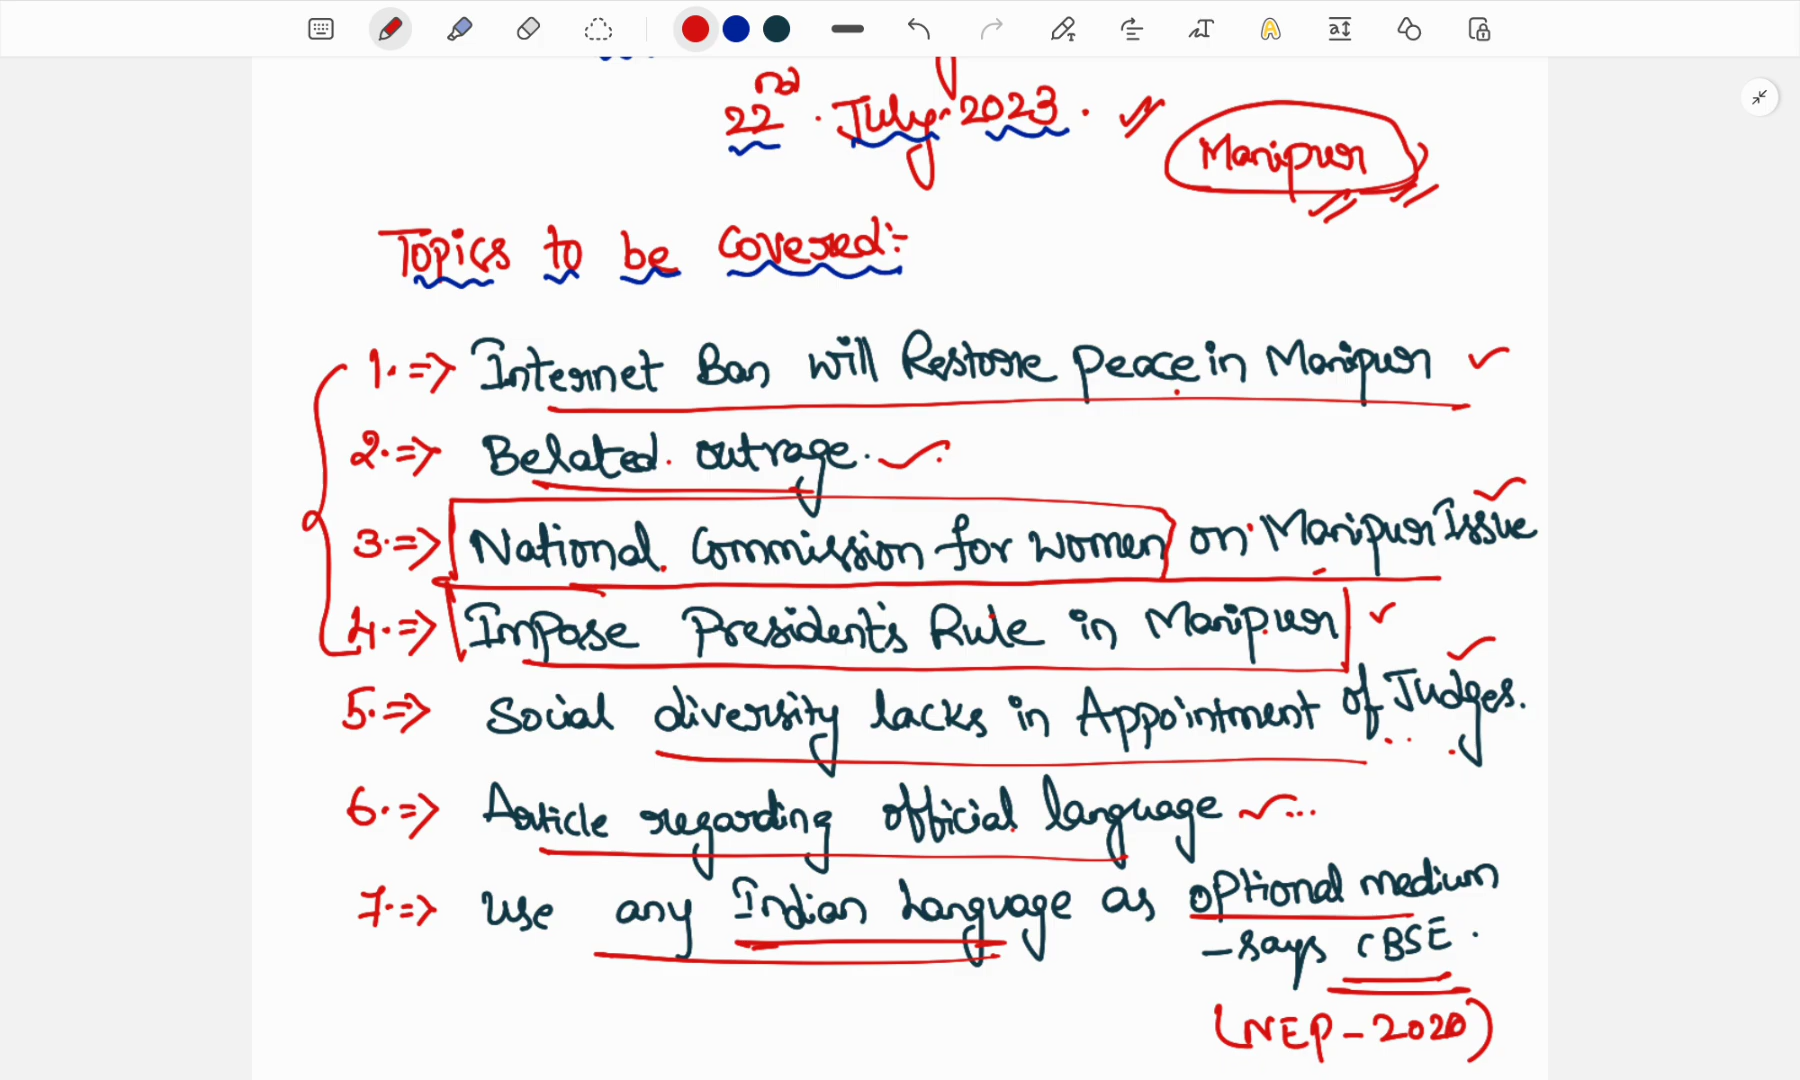 22nd July 2023.
Manipur
Topics to be Covered:-
1. => Internet Ban will Restore Peace in Manipur
2. => Belated outrage.
3. => National Commission for women on Manipur Issue
4. => Impose President's Rule in Manipur
5. => Social diversity lacks in Appointment of Judges.
6. => Article regarding official language
7. => Use any Indian language as optional medium
- says CBSE.
(NEP-2020)